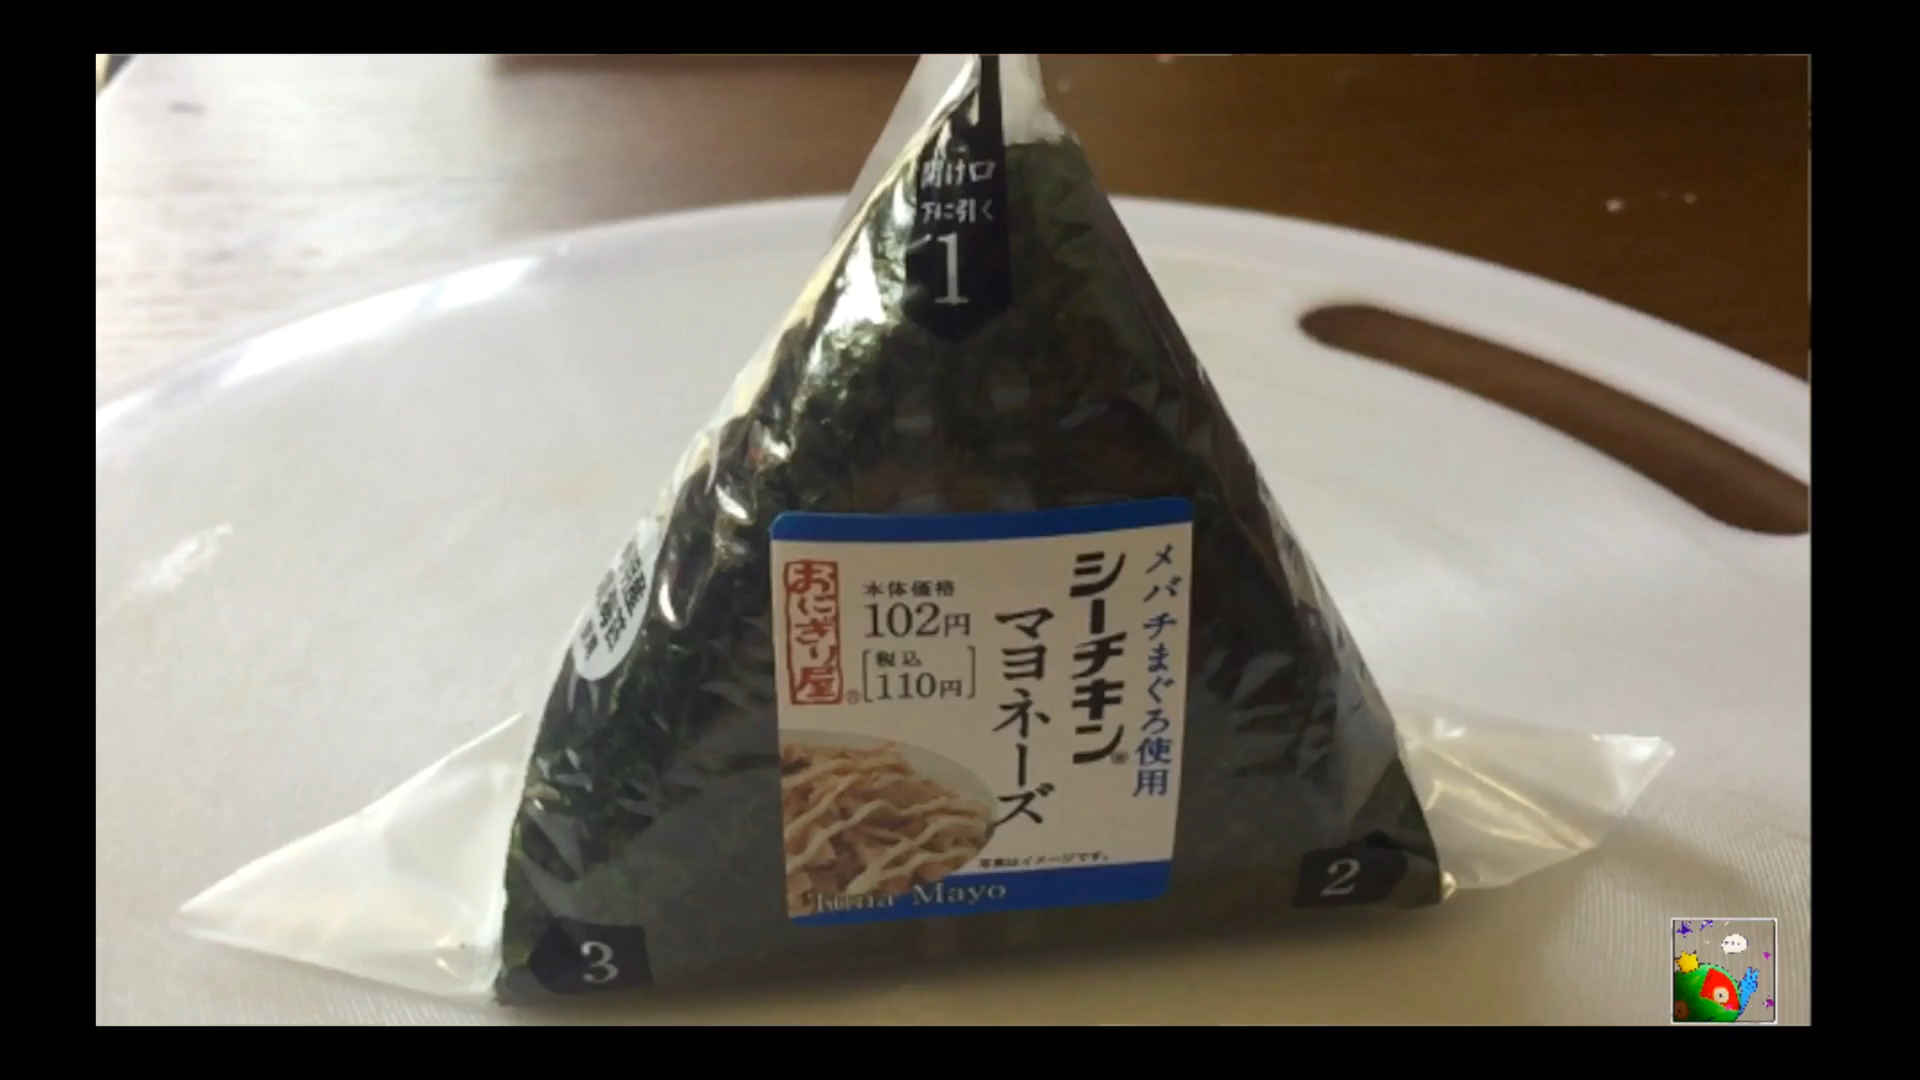 開け口
下に引く
1
メバチまぐろ使用
シーチキン®
マヨネーズ
おにぎり屋®
本体価格
102円
[税込
110円]
写真はイメージです。
Tuna Mayo
2
3